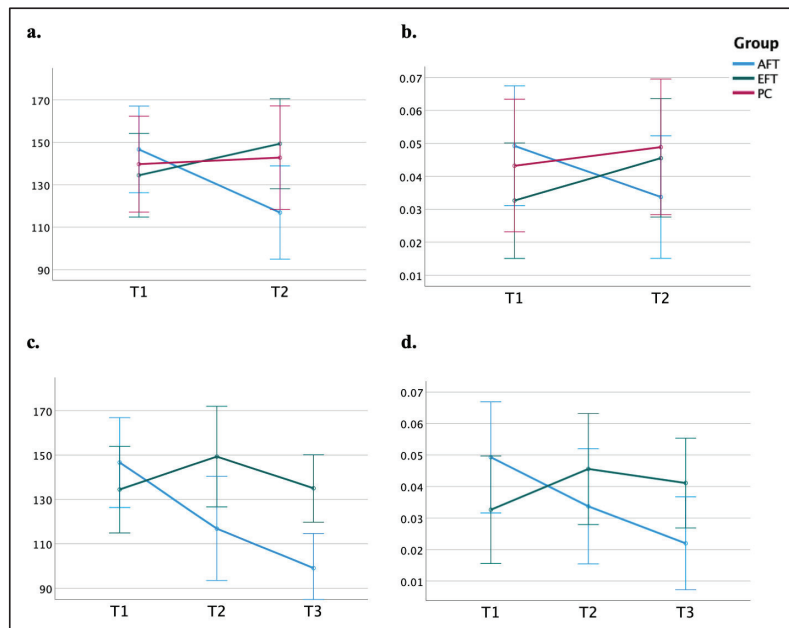 a.
b.
Group
AFT
EFT
PC
170
150
130
110
90
T1
T2
0.07
0.06
0.05
0.04
0.03
0.02
0.01
T1
T2
c.
d.
170
150
130
110
90
T1
T2
T3
0.07
0.06
0.05
0.04
0.03
0.02
0.01
T1
T2
T3